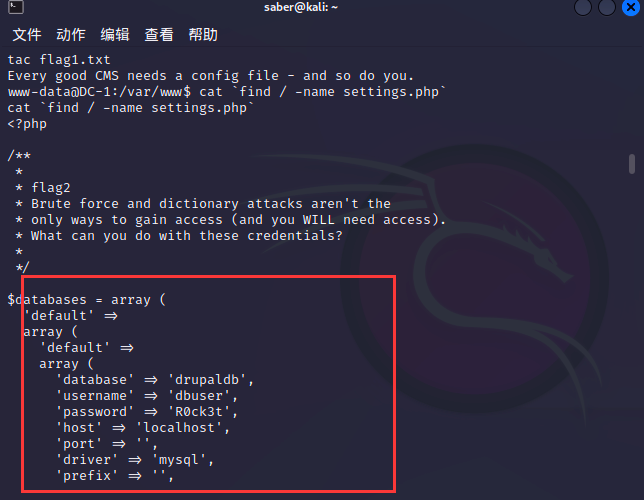 saber@kali: ~
文件 动作 编辑 查看 帮助
tac flag1.txt
Every good CMS needs a config file - and so do you.
www-data@DC-1:/var/www$ cat `find / -name settings.php`
cat `find / -name settings.php`
<?php
/**
*
* flag2
* Brute force and dictionary attacks aren't the
* only ways to gain access (and you WILL need access).
* What can you do with these credentials?
*
*/
$databases = array (
'default' =>
array (
'default' =>
array (
'database' => 'drupaldb',
'username' => 'dbuser',
'password' => 'R0ck3t',
'host' => 'localhost',
'port' => '',
'driver' => 'mysql',
'prefix' => '',